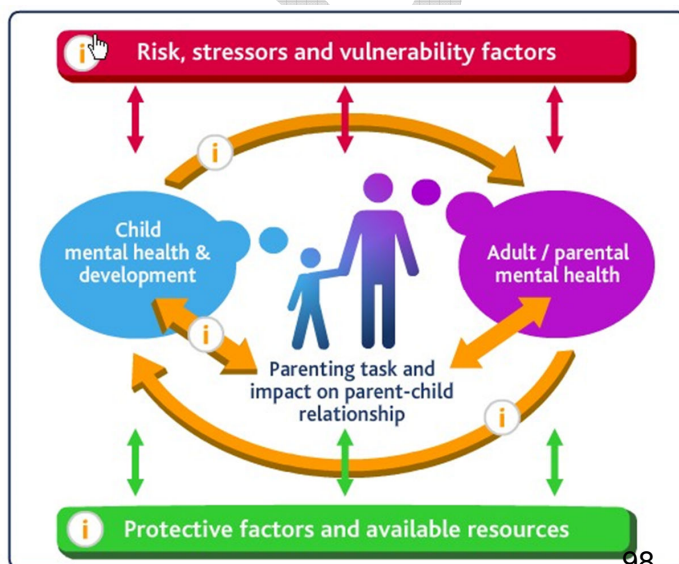 i Risk, stressors and vulnerability factors
i
Child
mental health &
development
Adult / parental
mental health
i
Parenting task and
impact on parent-child
relationship
i
i Protective factors and available resources
98